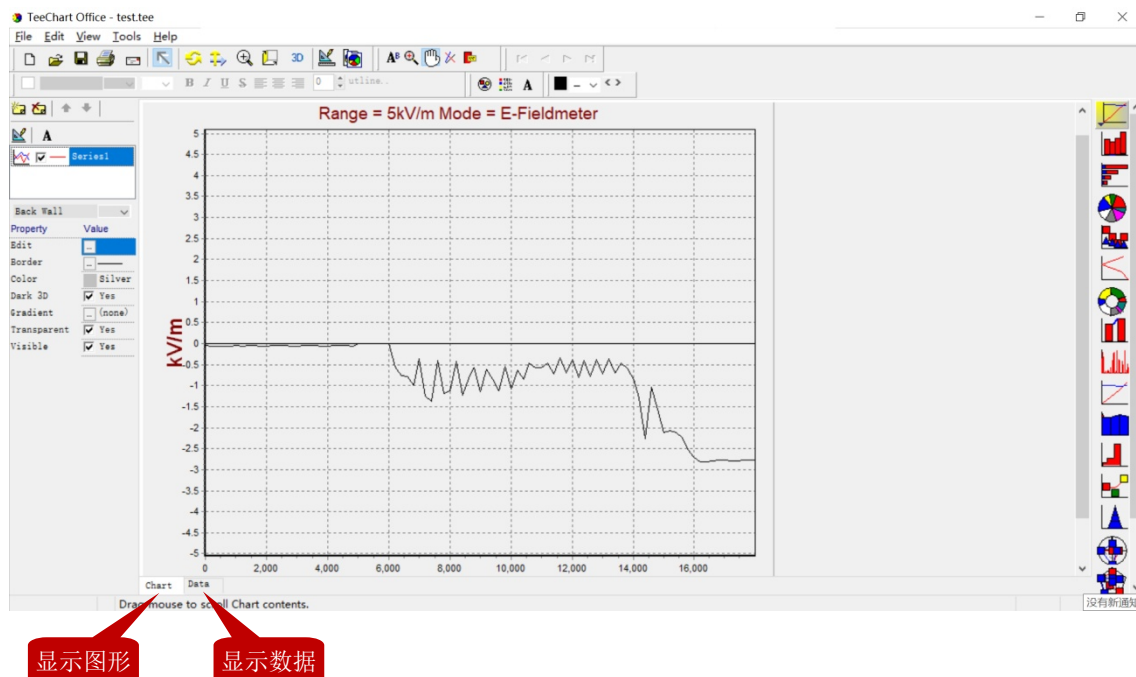 TeeChart Office - test.tee
File Edit View Tools Help
3D
B I U S 0 utline..
A
A
Series1
Back Wall
Property Value
Edit ...
Border ...
Color Silver
Dark 3D Yes
Gradient ... (none)
Transparent Yes
Visible Yes
Range = 5kV/m Mode = E-Fieldmeter
kV/m
5
4.5
4
3.5
3
2.5
2
1.5
1
0.5
0
-0.5
-1
-1.5
-2
-2.5
-3
-3.5
-4
-4.5
-5
0 2,000 4,000 6,000 8,000 10,000 12,000 14,000 16,000
Chart Data
mouse to Chart contents.
没有新通知
显示图形 显示数据